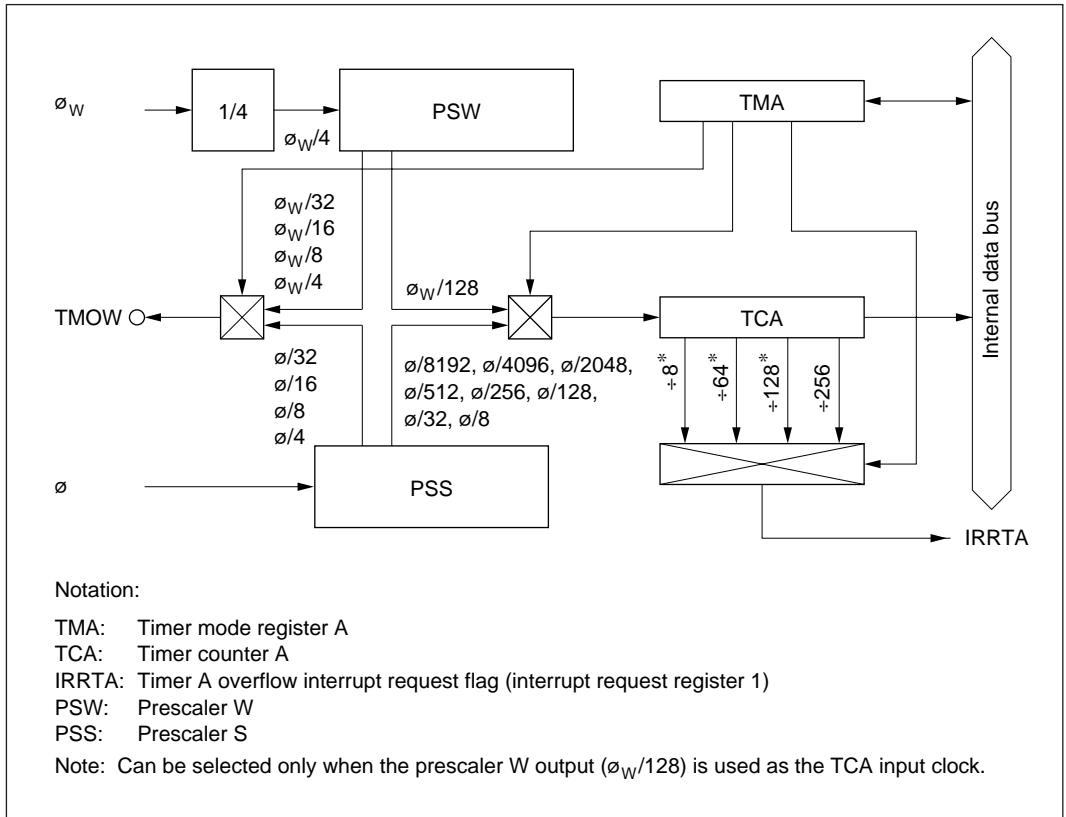 øW
1/4
øW/4
PSW
TMA
øW/32
øW/16
øW/8
øW/4
øW/128
TMOW
TCA
Internal data bus
ø/32
ø/16
ø/8
ø/4
ø/8192, ø/4096, ø/2048,
ø/512, ø/256, ø/128,
ø/32, ø/8
÷8*
÷64*
÷128*
÷256
ø
PSS
IRRTA
Notation:
TMA: Timer mode register A
TCA: Timer counter A
IRRTA: Timer A overflow interrupt request flag (interrupt request register 1)
PSW: Prescaler W
PSS: Prescaler S
Note: Can be selected only when the prescaler W output (øW/128) is used as the TCA input clock.